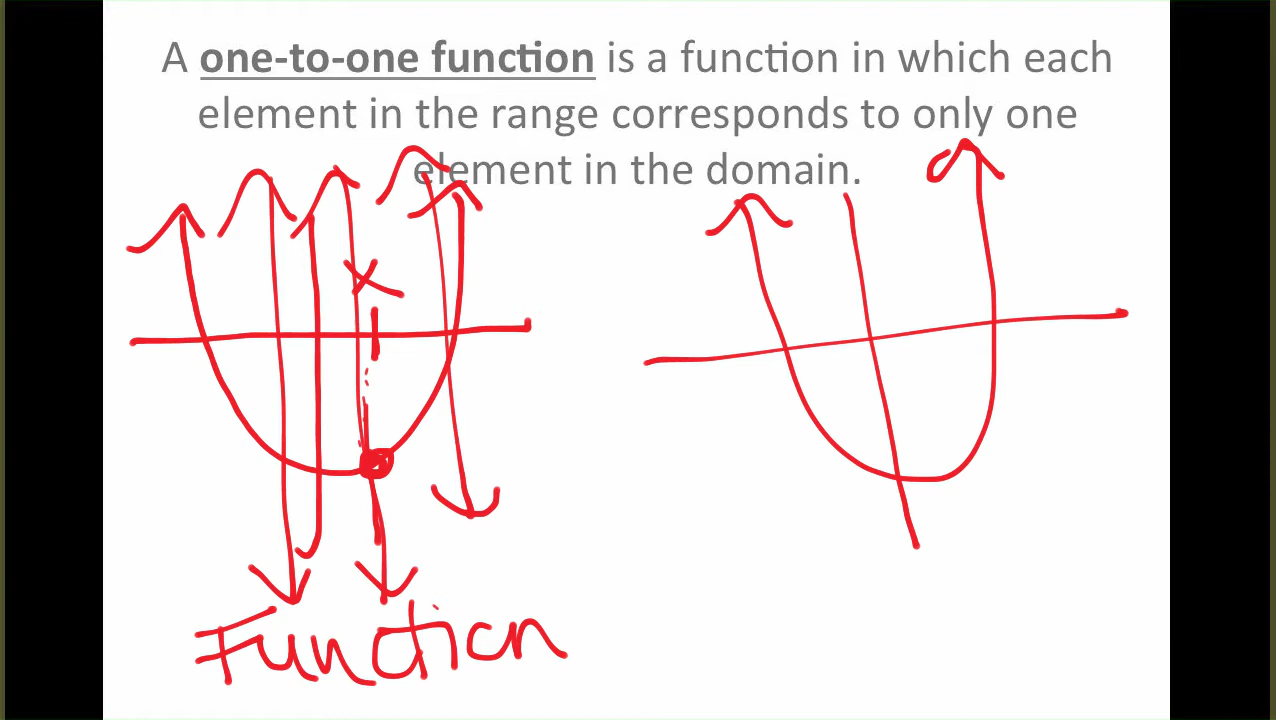 A one-to-one function is a function in which each
element in the range corresponds to only one
element in the domain.
x
Function